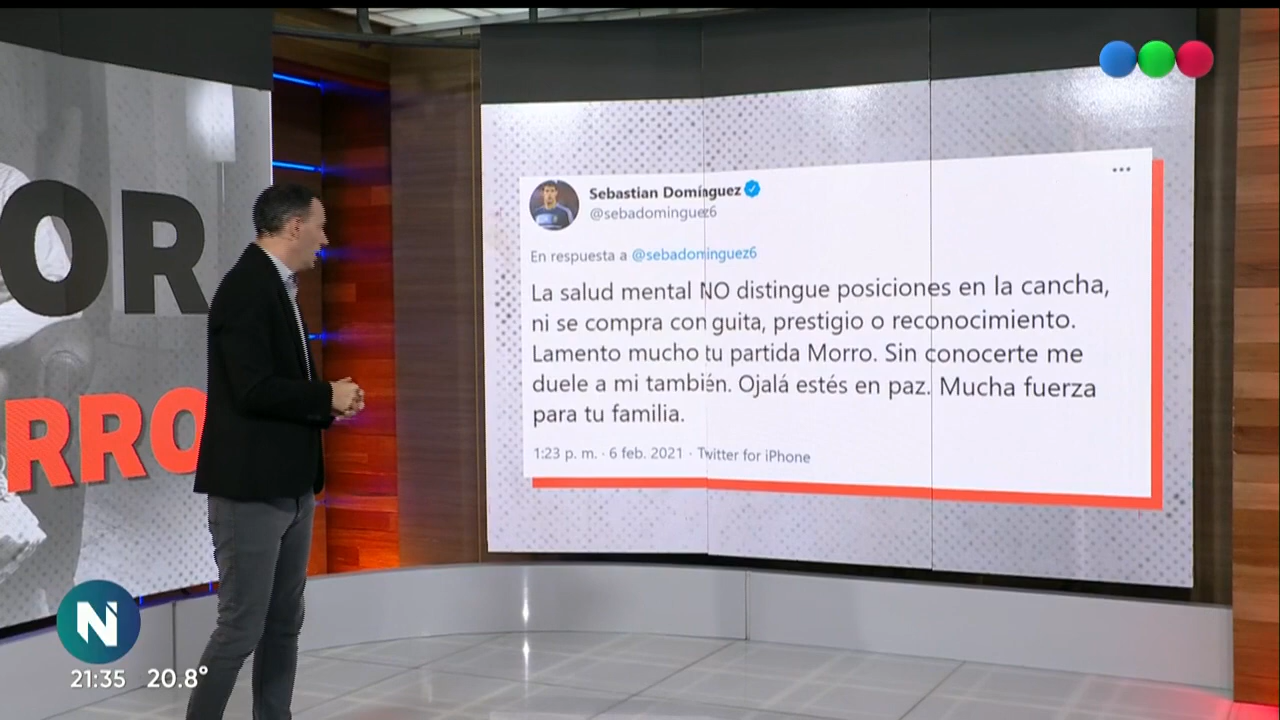 OR
RRO
Sebastian Domínguez
@sebadominguez6
En respuesta a @sebadominguez6
La salud mental NO distingue posiciones en la cancha,
ni se compra con guita, prestigio o reconocimiento.
Lamento mucho tu partida Morro. Sin conocerte me
duele a mi también. Ojalá estés en paz. Mucha fuerza
para tu familia.
1:23 p. m. · 6 feb. 2021 · Twitter for iPhone
N
21:35 20.8°